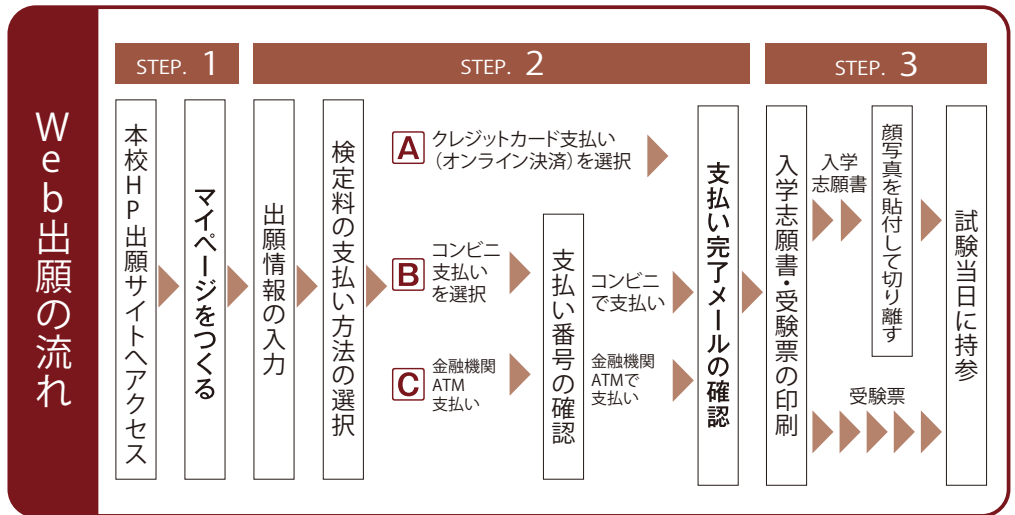 Web出願の流れ
STEP. 1
本校HP出願サイトへアクセス
マイページをつくる
STEP. 2
出願情報の入力
検定料の支払い方法の選択
A クレジットカード支払い
(オンライン決済)を選択
B コンビニ
支払い
を選択
C 金融機関
ATM
支払い
支払い番号の確認
コンビニ
で支払い
金融機関
ATMで
支払い
支払い完了メールの確認
STEP. 3
入学志願書・受験票の印刷
入学
志願書
顔写真を貼付して切り離す
受験票
試験当日に持参